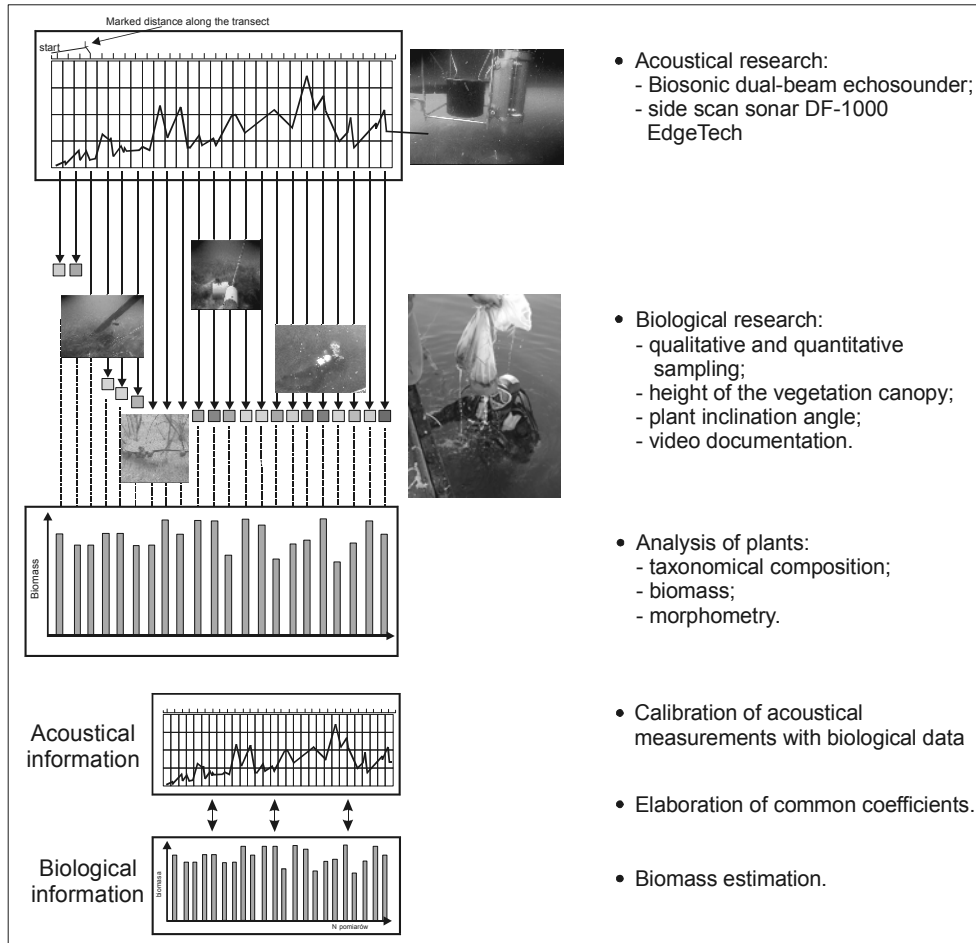 Marked distance along the transect
start
• Acoustical research:
- Biosonic dual-beam echosounder;
- side scan sonar DF-1000
EdgeTech
• Biological research:
- qualitative and quantitative
sampling;
- height of the vegetation canopy;
- plant inclination angle;
- video documentation.
Biomass
• Analysis of plants:
- taxonomical composition;
- biomass;
- morphometry.
Acoustical
information
• Calibration of acoustical
measurements with biological data
• Elaboration of common coefficients.
Biological
information
biomasa
N pomiarów
• Biomass estimation.